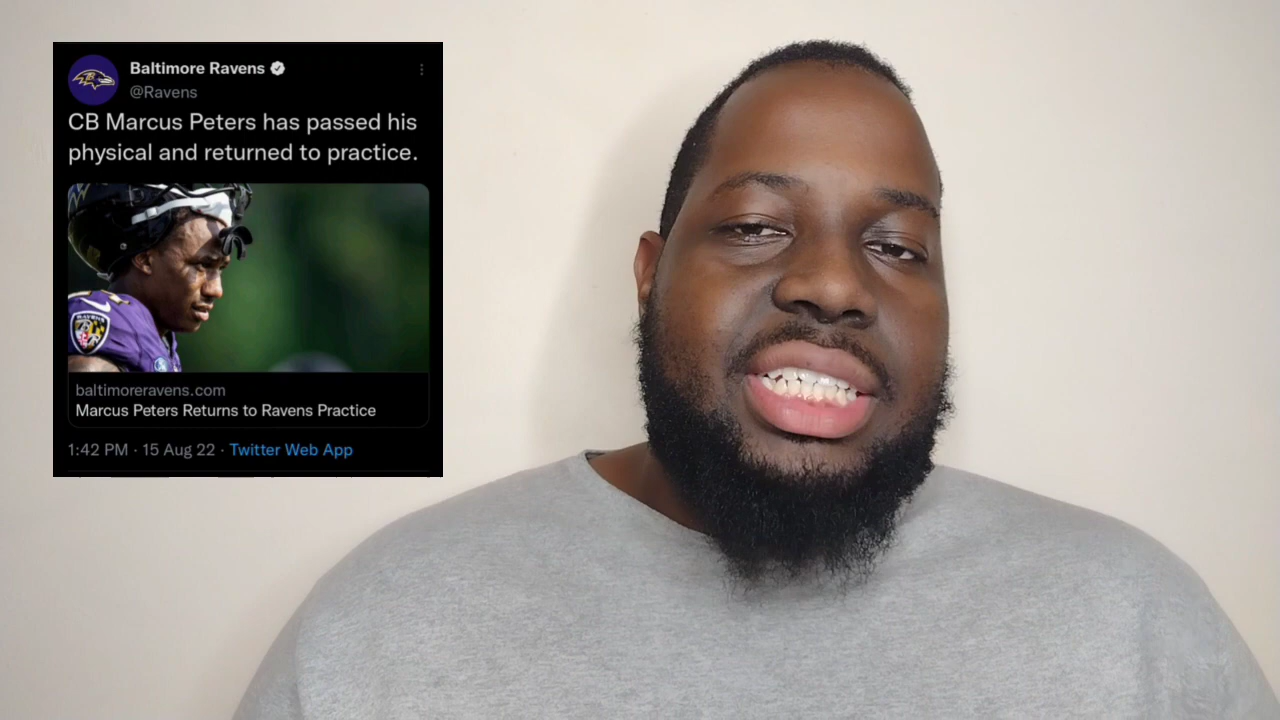 Baltimore Ravens
@Ravens
CB Marcus Peters has passed his
physical and returned to practice.
baltimoreravens.com
Marcus Peters Returns to Ravens Practice
1:42 PM · 15 Aug 22 · Twitter Web App